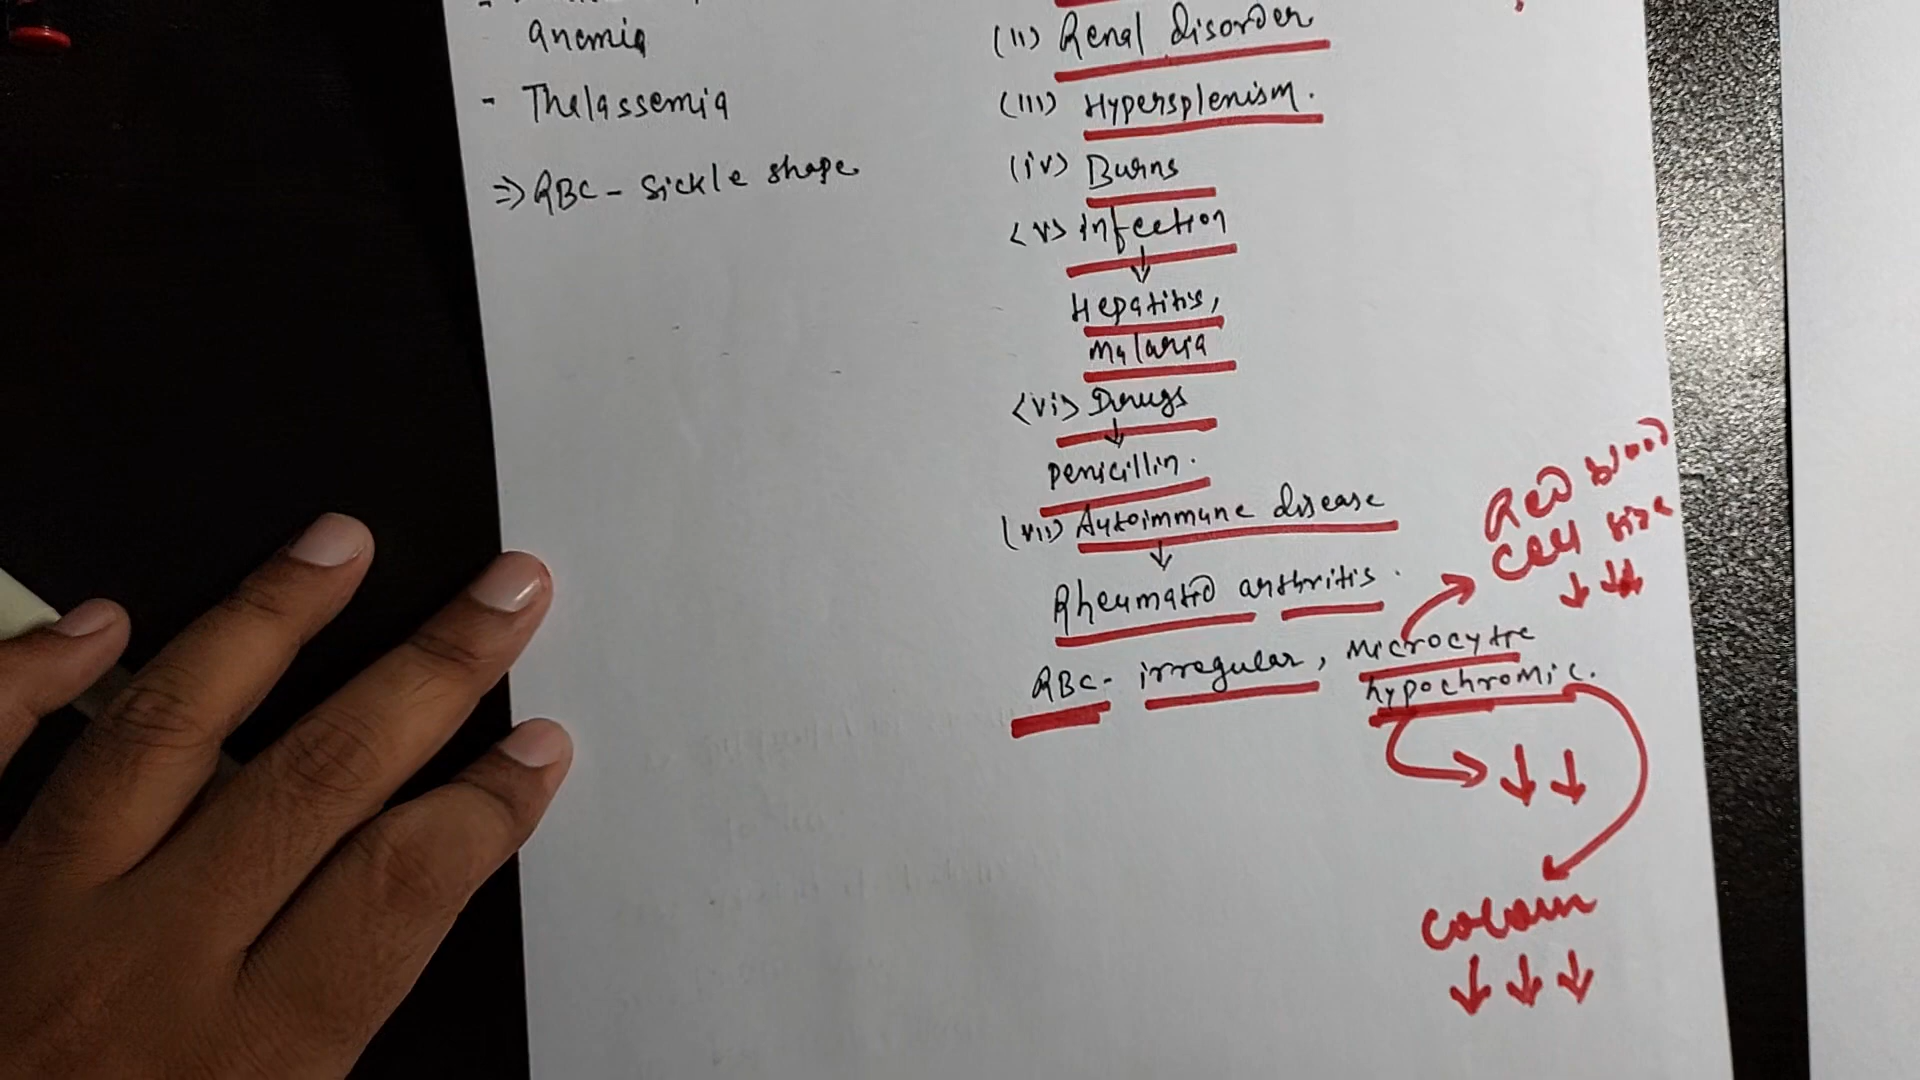 anemia
- Thalassemia
⇒ RBC - Sickle shape
(ii) Renal disorder
(iii) Hypersplenism.
(iv) Burns
(v) infection
↓
Hepatitis,
malaria
(vi) Drugs
↓
penicillin.
(vii) Autoimmune disease
↓
Rheumatid arthritis.
RBC - irregular, Microcytic
hypochromic.
Red blood
cell size
↓ ↓↓
↓ ↓
colour
↓ ↓ ↓